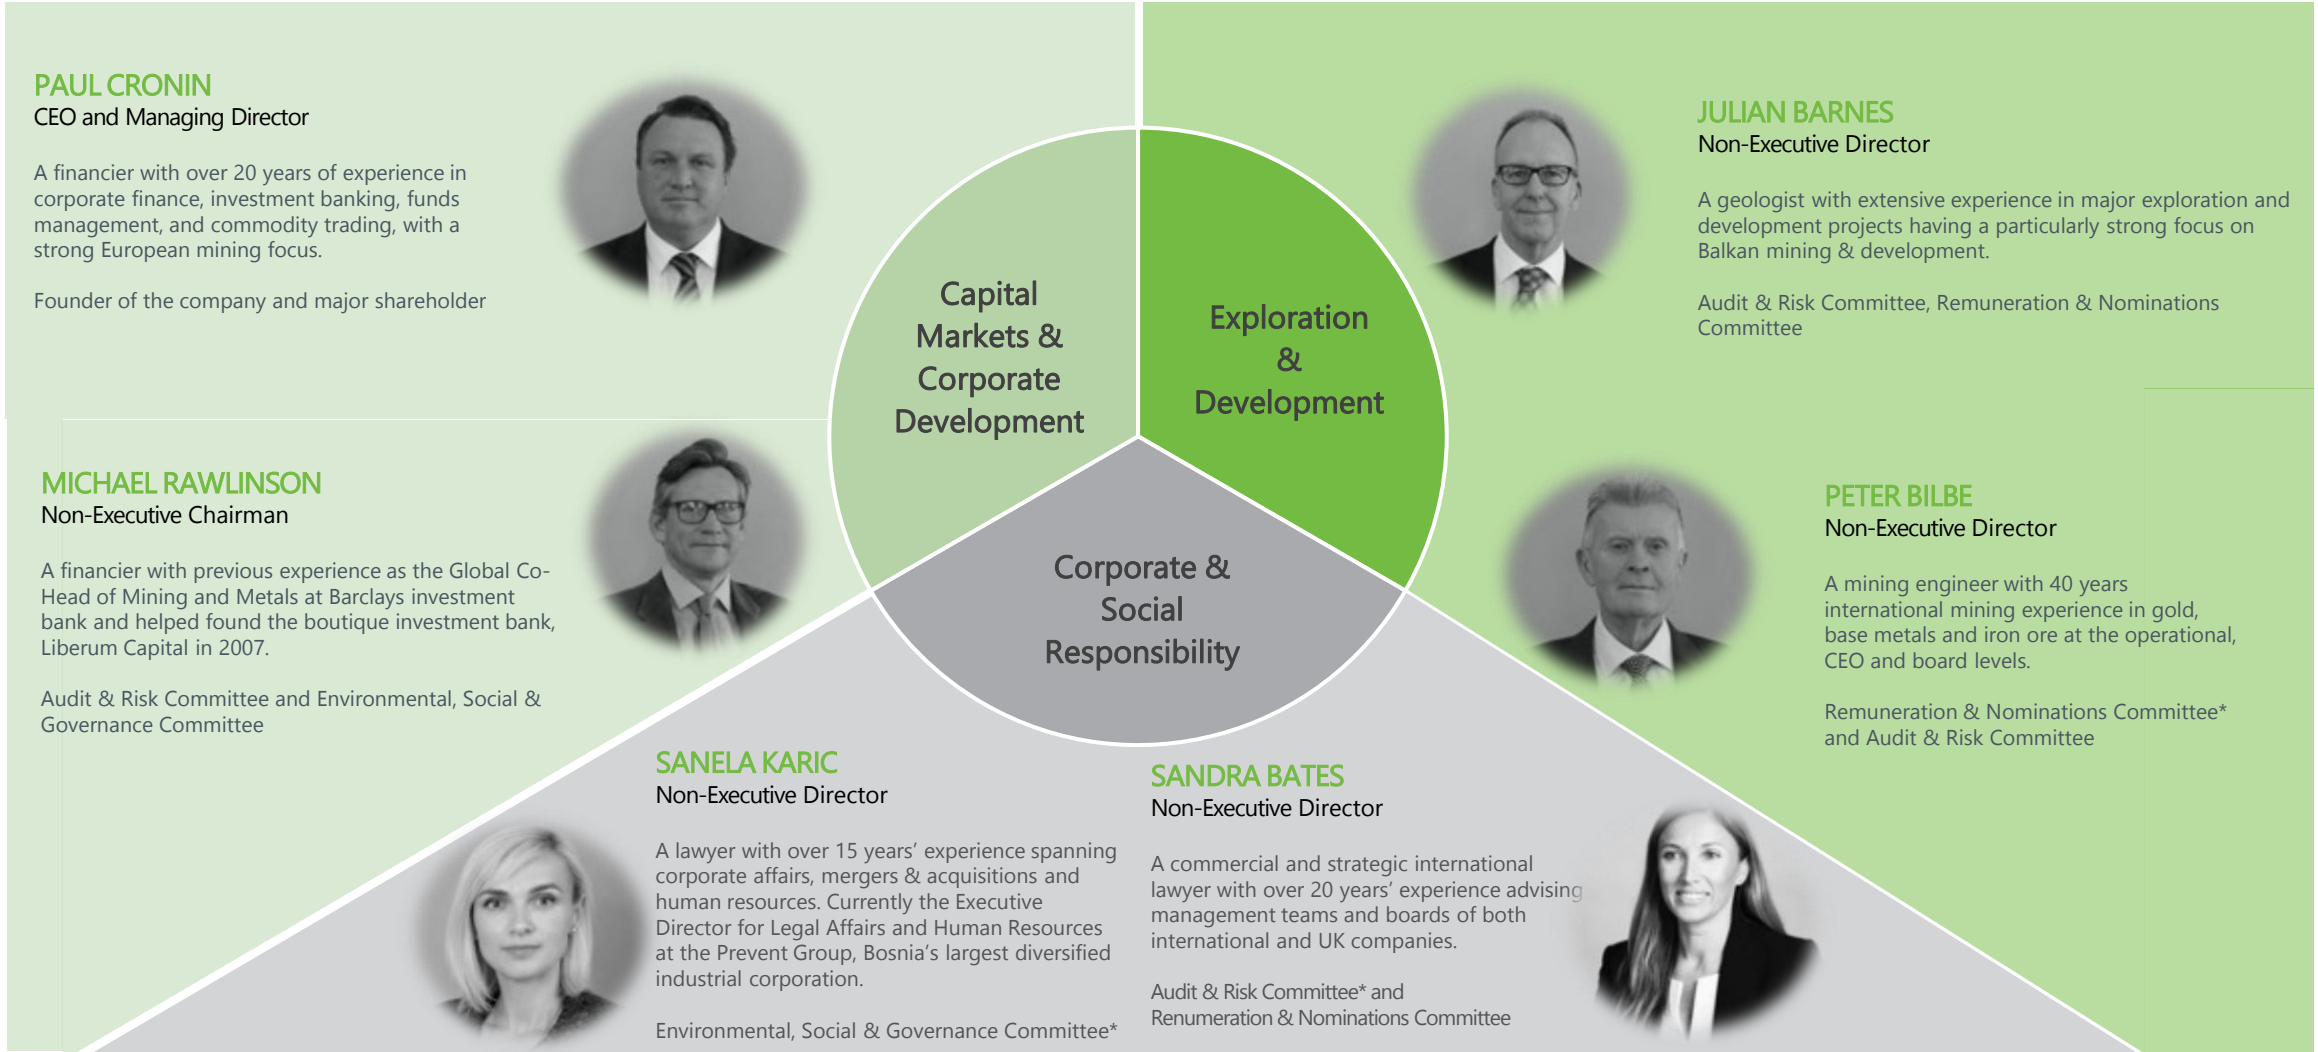 PAUL CRONIN
CEO and Managing Director
A financier with over 20 years of experience in
corporate finance, investment banking, funds
management, and commodity trading, with a
strong European mining focus.
Founder of the company and major shareholder
MICHAEL RAWLINSON
Non-Executive Chairman
A financier with previous experience as the Global Co-
Head of Mining and Metals at Barclays investment
bank and helped found the boutique investment bank,
Liberum Capital in 2007.
Audit & Risk Committee and Environmental, Social &
Governance Committee
Capital
Markets &
Corporate
Development
Exploration
&
Development
Corporate &
Social
Responsibility
JULIAN BARNES
Non-Executive Director
A geologist with extensive experience in major exploration and
development projects having a particularly strong focus on
Balkan mining & development.
Audit & Risk Committee, Remuneration & Nominations
Committee
PETER BILBE
Non-Executive Director
A mining engineer with 40 years
international mining experience in gold,
base metals and iron ore at the operational,
CEO and board levels.
Remuneration & Nominations Committee*
and Audit & Risk Committee
SANELA KARIC
Non-Executive Director
A lawyer with over 15 years’ experience spanning
corporate affairs, mergers & acquisitions and
human resources. Currently the Executive
Director for Legal Affairs and Human Resources
at the Prevent Group, Bosnia’s largest diversified
industrial corporation.
Environmental, Social & Governance Committee*
SANDRA BATES
Non-Executive Director
A commercial and strategic international
lawyer with over 20 years’ experience advising
management teams and boards of both
international and UK companies.
Audit & Risk Committee* and
Renumeration & Nominations Committee